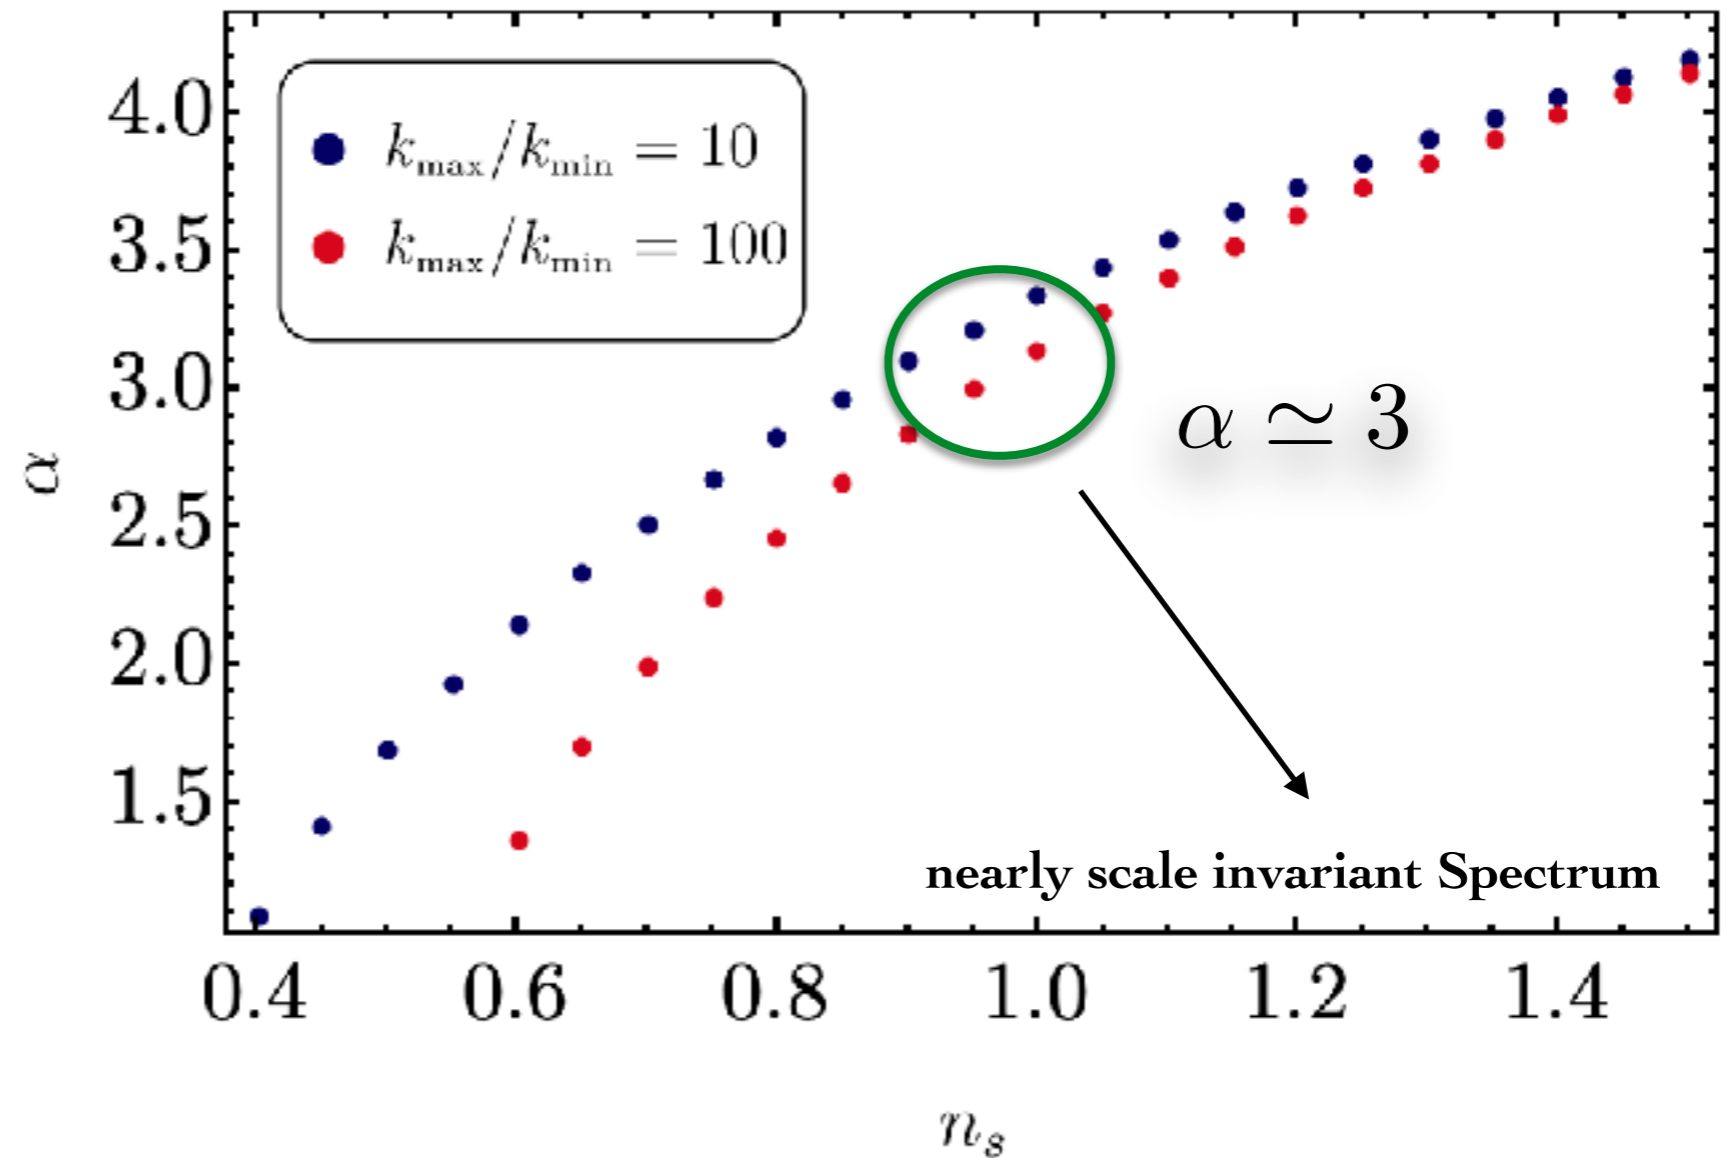 k_max/k_min = 10
k_max/k_min = 100
4.0
3.5
3.0
2.5
2.0
1.5
α
α ≃ 3
nearly scale invariant Spectrum
0.4 0.6 0.8 1.0 1.2 1.4
n_s